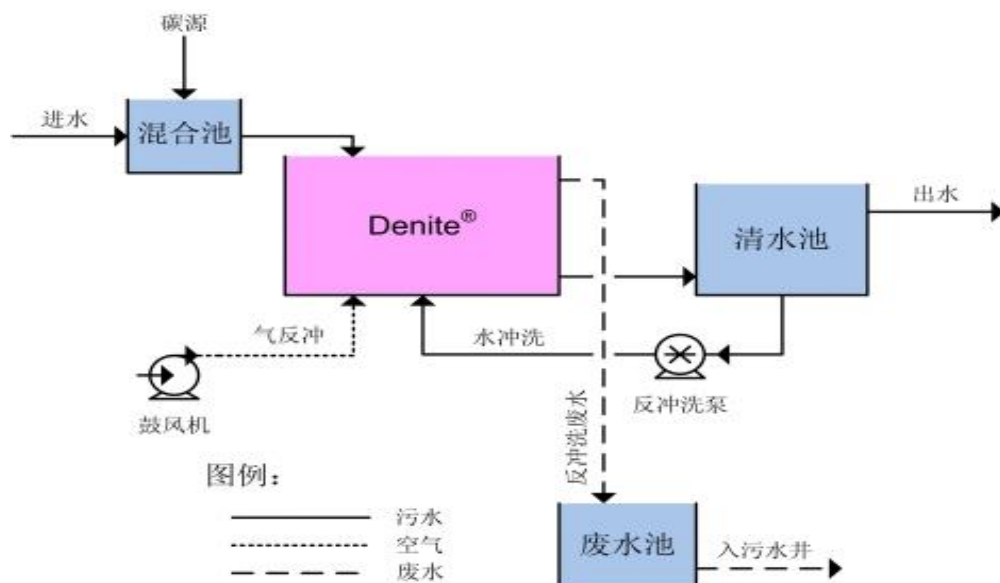 碳源
进水
混合池
Denite®
出水
清水池
气反冲
水冲洗
反冲洗泵
鼓风机
反冲洗废水
图例：
污水
空气
废水
废水池
入污水井